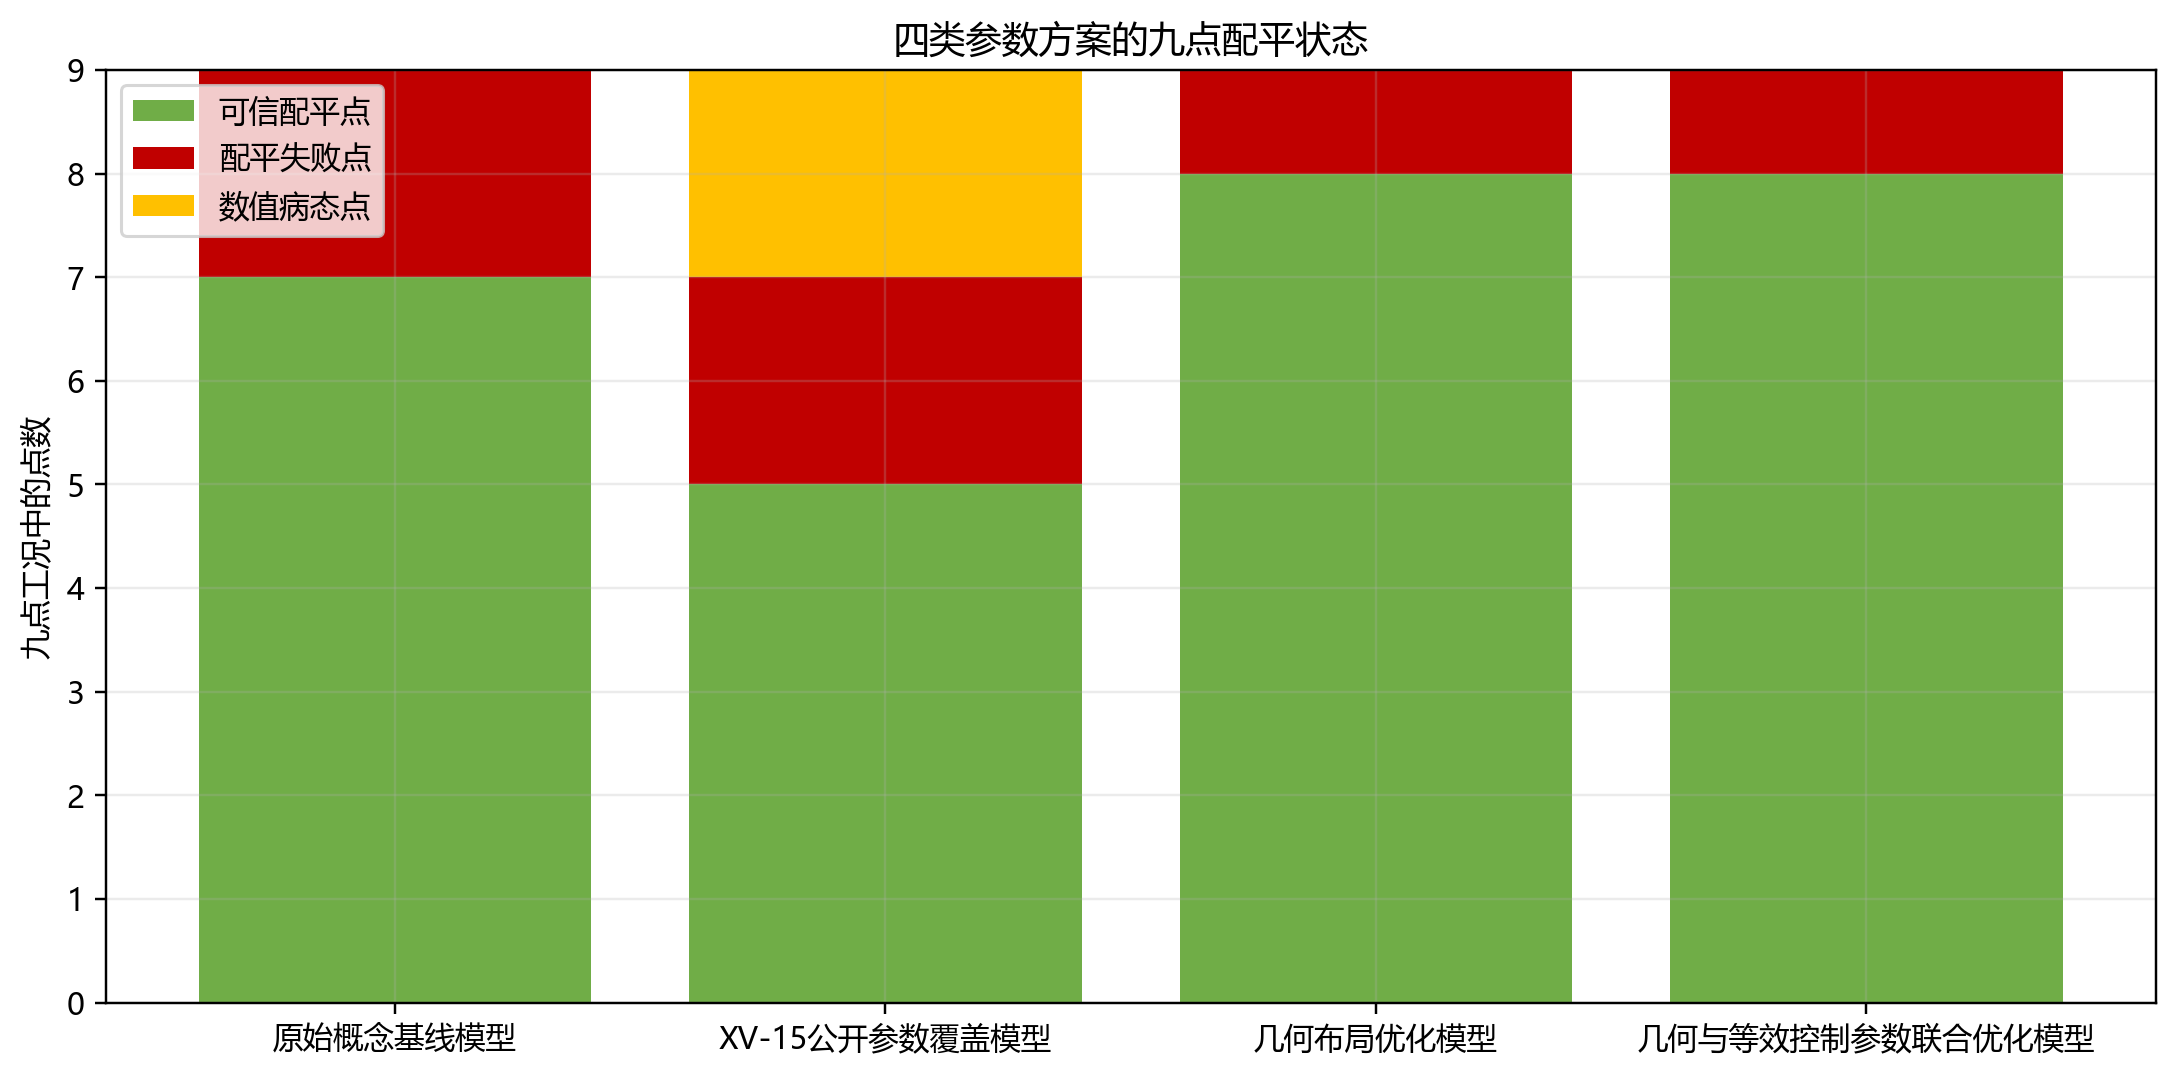 四类参数方案的九点配平状态
可信配平点
配平失败点
数值病态点
九点工况中的点数
9
8
7
6
5
4
3
2
1
0
原始概念基线模型
XV-15公开参数覆盖模型
几何布局优化模型
几何与等效控制参数联合优化模型